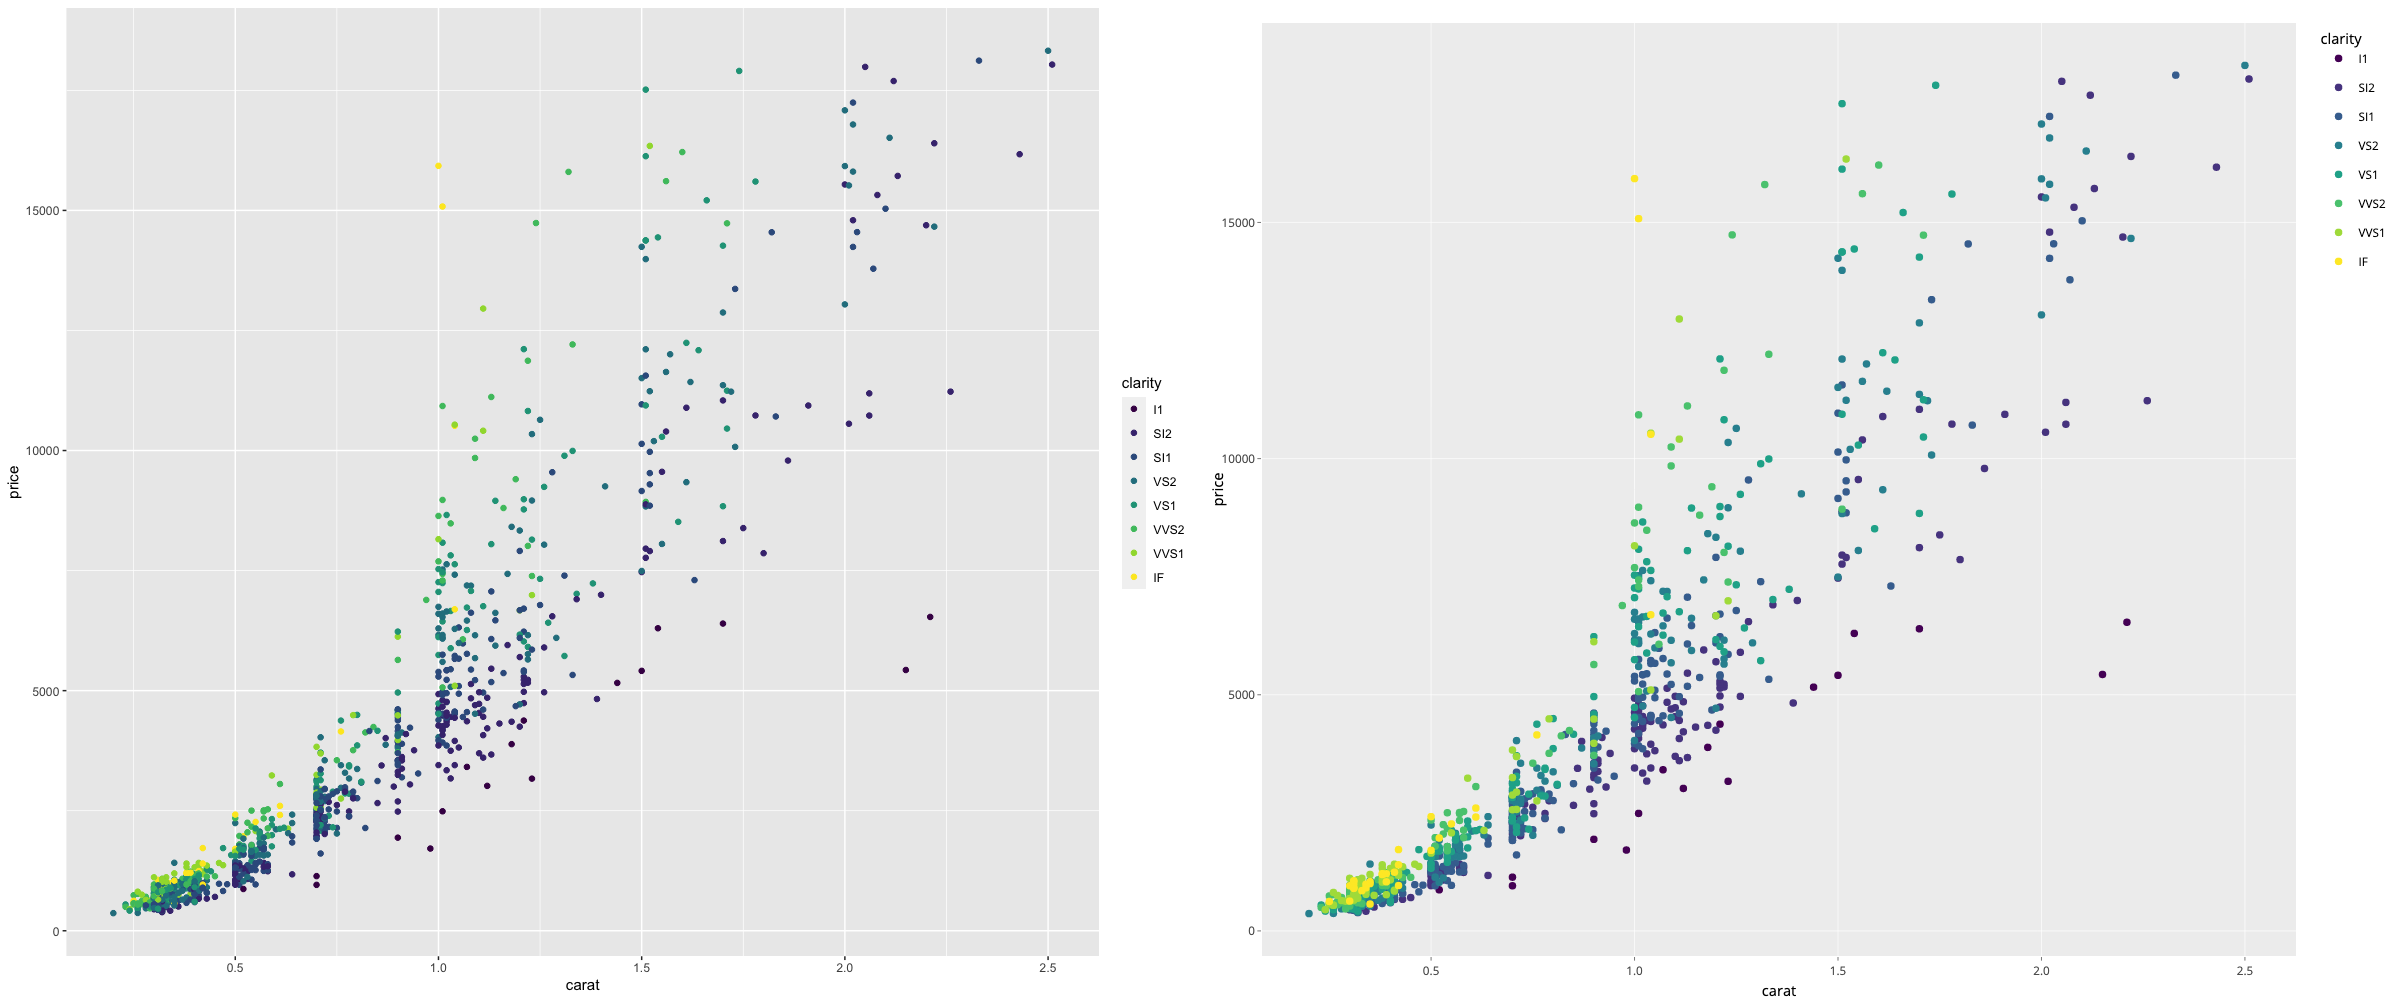 15000
10000
5000
0
price
0.5 1.0 1.5 2.0 2.5
carat
clarity
I1
SI2
SI1
VS2
VS1
VVS2
VVS1
IF
15000
10000
5000
0
price
0.5 1.0 1.5 2.0 2.5
carat
clarity
I1
SI2
SI1
VS2
VS1
VVS2
VVS1
IF